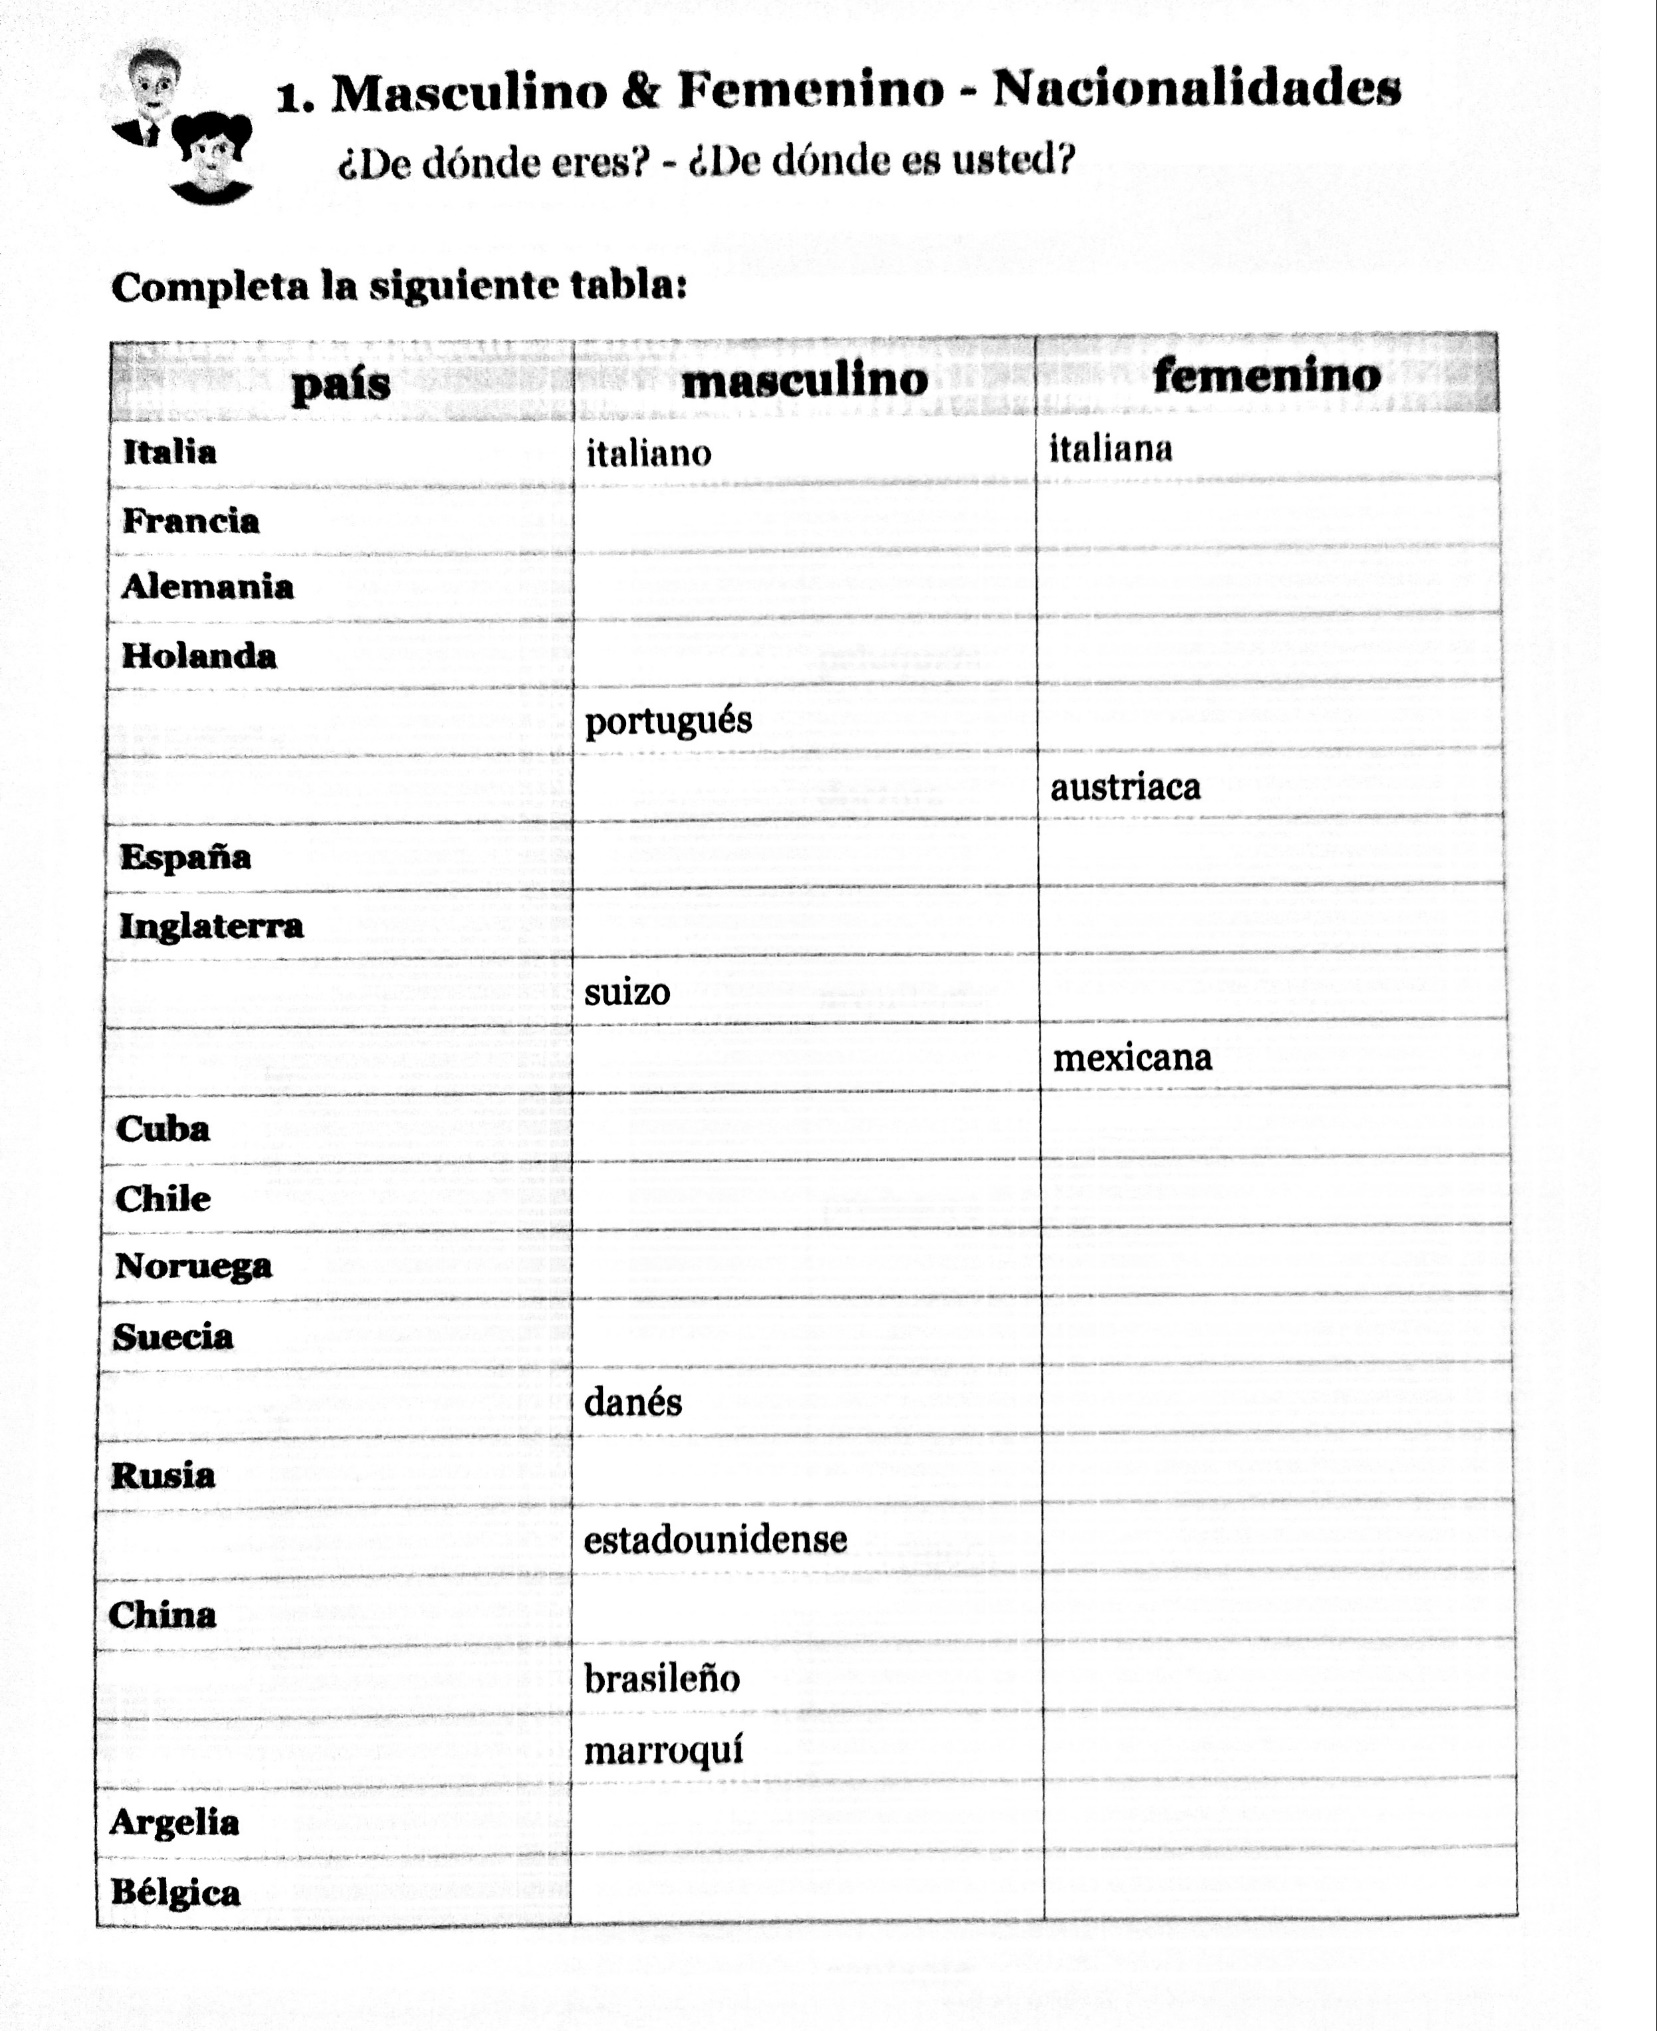 1. Masculino & Femenino - Nacionalidades
¿De dónde eres? - ¿De dónde es usted?
Completa la siguiente tabla:
país masculino femenino
Italia italiano italiana
Francia
Alemania
Holanda
portugués
austriaca
España
Inglaterra
suizo
mexicana
Cuba
Chile
Noruega
Suecia
danés
Rusia
estadounidense
China
brasileño
marroquí
Argelia
Bélgica